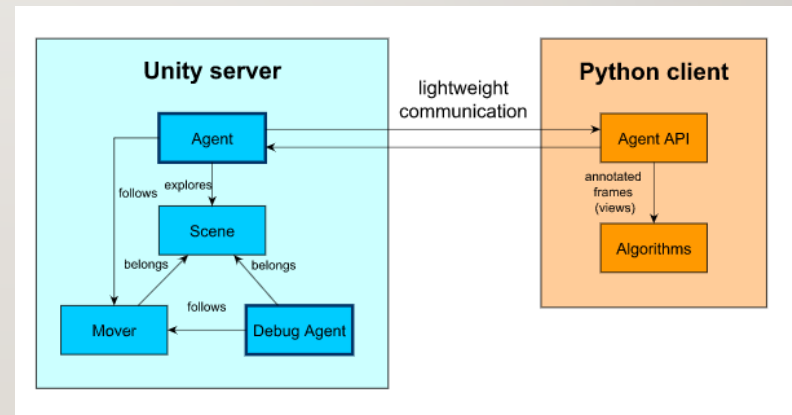 Unity server
Python client
lightweight
communication
Agent
Agent API
follows
explores
annotated
frames
(views)
Scene
Algorithms
belongs
belongs
follows
Mover
Debug Agent